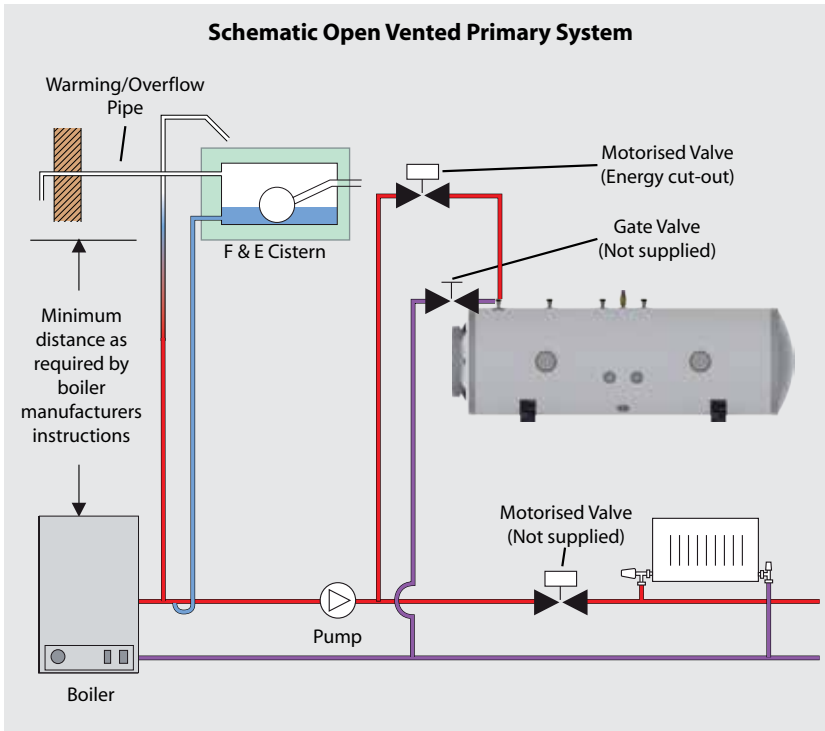 Schematic Open Vented Primary System
Warming/Overflow
Pipe
Motorised Valve
(Energy cut-out)
Gate Valve
(Not supplied)
F & E Cistern
Minimum
distance as
required by
boiler
manufacturers
instructions
Motorised Valve
(Not supplied)
Pump
Boiler